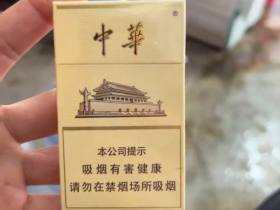 中華
本公司提示
吸烟有害健康
请勿在禁烟场所吸烟